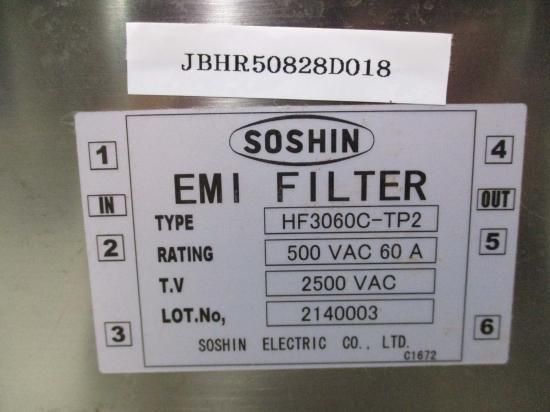 JBHR50828D018
SOSHIN
1 4
EMI FILTER
IN OUT
TYPE HF3060C-TP2
2 RATING 500 VAC 60 A 5
T.V 2500 VAC
LOT.No, 2140003
3 6
SOSHIN ELECTRIC CO., LTD.
C1672